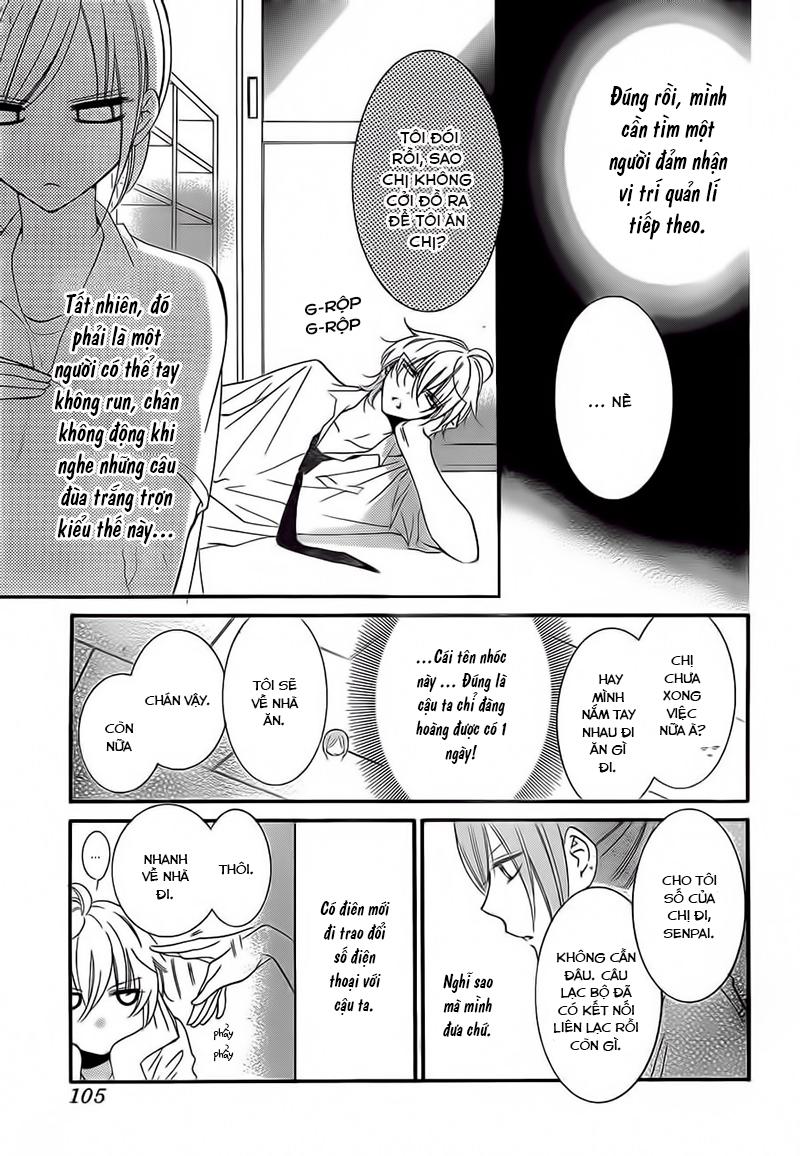 Đúng rồi, mình
cần tìm một
người đảm nhận
vị trí quản lí
tiếp theo.
... NÈ
TÔI ĐÓI
RỒI, SAO
CHỊ KHÔNG
CỞI ĐỒ RA
ĐỀ TÔI ĂN
CHỊ?
G-RỘP
G-RỘP
Tất nhiên, đó
phải là một
người có thể tay
không run, chân
không động khi
nghe những câu
đùa trắng trợn
kiểu thế này...
CHỊ
CHƯA
XONG
VIỆC
NỮA À?
HAY
MÌNH
NẮM TAY
NHAU ĐI
ĂN GÌ
ĐI.
...Cái tên nhóc
này ... Đúng là
cậu ta chỉ đàng
hoàng được có 1
ngày!
TÔI SẼ
VỀ NHÀ
ĂN.
CHÁN VẬY.
CÒN
NỮA
CHO TÔI
SỐ CỦA
CHỊ ĐI,
SENPAI.
KHÔNG CẦN
ĐÂU. CÂU
LẠC BỘ ĐÃ
CÓ KẾT NỐI
LIÊN LẠC RỒI
CÒN GÌ.
Nghĩ sao
mà mình
đưa chứ.
Có điên mới
đi trao đổi
số điện
thoại với
cậu ta.
THÔI.
NHANH
VỀ NHÀ
ĐI.
...
phẩy
phẩy
105